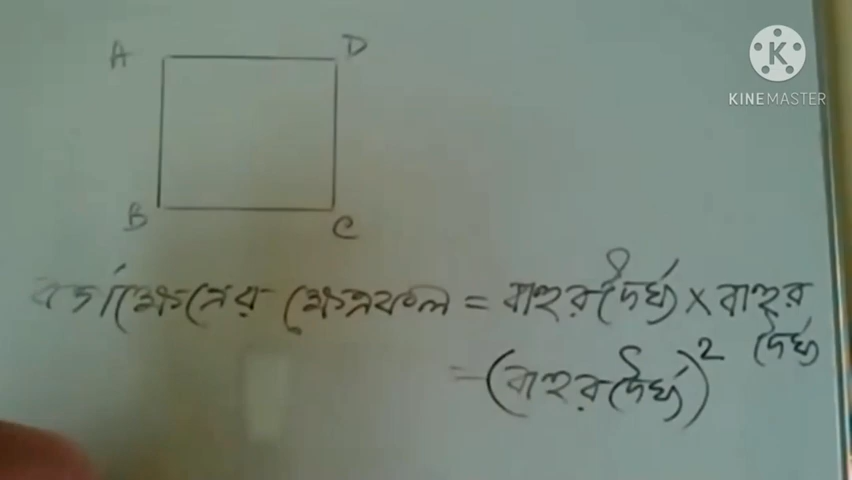 A D
K
KINEMASTER
B C
বর্গক্ষেত্রের ক্ষেত্রফল = বাহুর দৈর্ঘ্য × বাহুর
দৈর্ঘ্য
= (বাহুর দৈর্ঘ্য)²